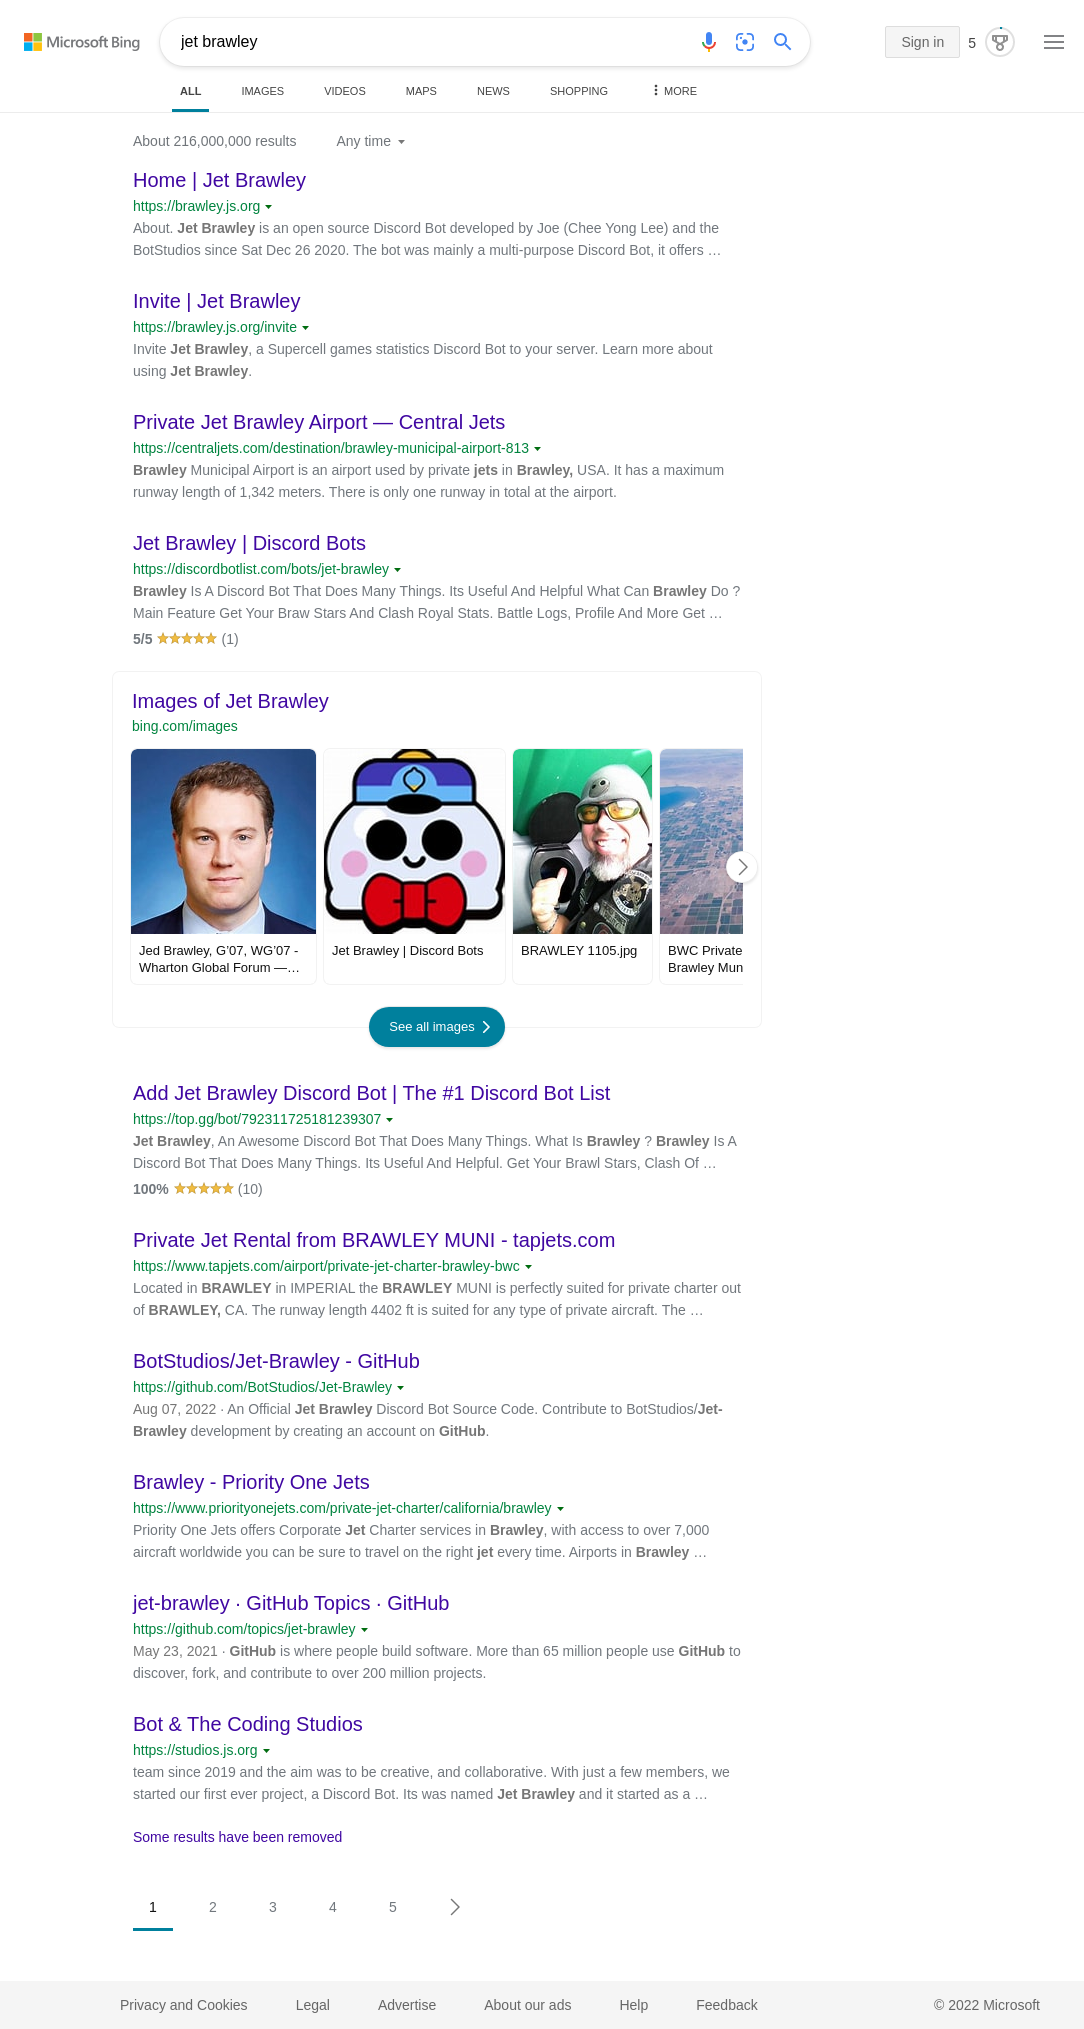 Microsoft Bing
jet brawley
Sign in
5
ALL
IMAGES
VIDEOS
MAPS
NEWS
SHOPPING
MORE
About 216,000,000 results
Any time
Home | Jet Brawley
https://brawley.js.org
About. Jet Brawley is an open source Discord Bot developed by Joe (Chee Yong Lee) and the
BotStudios since Sat Dec 26 2020. The bot was mainly a multi-purpose Discord Bot, it offers …
Invite | Jet Brawley
https://brawley.js.org/invite
Invite Jet Brawley, a Supercell games statistics Discord Bot to your server. Learn more about
using Jet Brawley.
Private Jet Brawley Airport — Central Jets
https://centraljets.com/destination/brawley-municipal-airport-813
Brawley Municipal Airport is an airport used by private jets in Brawley, USA. It has a maximum
runway length of 1,342 meters. There is only one runway in total at the airport.
Jet Brawley | Discord Bots
https://discordbotlist.com/bots/jet-brawley
Brawley Is A Discord Bot That Does Many Things. Its Useful And Helpful What Can Brawley Do ?
Main Feature Get Your Braw Stars And Clash Royal Stats. Battle Logs, Profile And More Get …
5/5 (1)
Images of Jet Brawley
bing.com/images
Jed Brawley, G’07, WG’07 -
Wharton Global Forum —…
Jet Brawley | Discord Bots
BRAWLEY 1105.jpg
BWC Private
Brawley Mun
See all images
Add Jet Brawley Discord Bot | The #1 Discord Bot List
https://top.gg/bot/792311725181239307
Jet Brawley, An Awesome Discord Bot That Does Many Things. What Is Brawley ? Brawley Is A
Discord Bot That Does Many Things. Its Useful And Helpful. Get Your Brawl Stars, Clash Of …
100% (10)
Private Jet Rental from BRAWLEY MUNI - tapjets.com
https://www.tapjets.com/airport/private-jet-charter-brawley-bwc
Located in BRAWLEY in IMPERIAL the BRAWLEY MUNI is perfectly suited for private charter out
of BRAWLEY, CA. The runway length 4402 ft is suited for any type of private aircraft. The …
BotStudios/Jet-Brawley - GitHub
https://github.com/BotStudios/Jet-Brawley
Aug 07, 2022 · An Official Jet Brawley Discord Bot Source Code. Contribute to BotStudios/Jet-
Brawley development by creating an account on GitHub.
Brawley - Priority One Jets
https://www.priorityonejets.com/private-jet-charter/california/brawley
Priority One Jets offers Corporate Jet Charter services in Brawley, with access to over 7,000
aircraft worldwide you can be sure to travel on the right jet every time. Airports in Brawley …
jet-brawley · GitHub Topics · GitHub
https://github.com/topics/jet-brawley
May 23, 2021 · GitHub is where people build software. More than 65 million people use GitHub to
discover, fork, and contribute to over 200 million projects.
Bot & The Coding Studios
https://studios.js.org
team since 2019 and the aim was to be creative, and collaborative. With just a few members, we
started our first ever project, a Discord Bot. Its was named Jet Brawley and it started as a …
Some results have been removed
1
2
3
4
5
Privacy and Cookies
Legal
Advertise
About our ads
Help
Feedback
© 2022 Microsoft